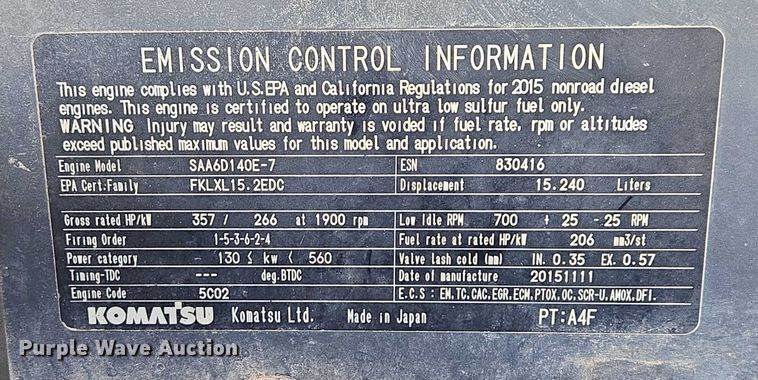 EMISSION CONTROL INFORMATION
This engine complies with U.S.EPA and California Regulations for 2015 nonroad diesel
engines. This engine is certified to operate on ultra low sulfur fuel only.
WARNING Injury may result and warranty is voided if fuel rate, rpm or altitudes
exceed published maximum values for this model and application.
Engine Model SAA6D140E-7 ESN 830416
EPA Cert.Family FKLXL15.2EDC Displacement 15.240 Liters
Gross rated HP/kW 357 / 266 at 1900 rpm Low Idle RPM 700 + 25 - 25 RPM
Firing Order 1-5-3-6-2-4 Fuel rate at rated HP/kW 206 mm3/st
Power category 130 ≤ kw < 560 Valve lash cold (mm) IN. 0.35 EX. 0.57
Timing-TDC --- deg.BTDC Date of manufacture 20151111
Engine Code 5C02 E.C.S : EM.TC.CAC.EGR.ECM.PTOX.OC.SCR-U.AMOX.DFI.
KOMATSU Komatsu Ltd. Made in Japan PT:A4F
Purple Wave Auction